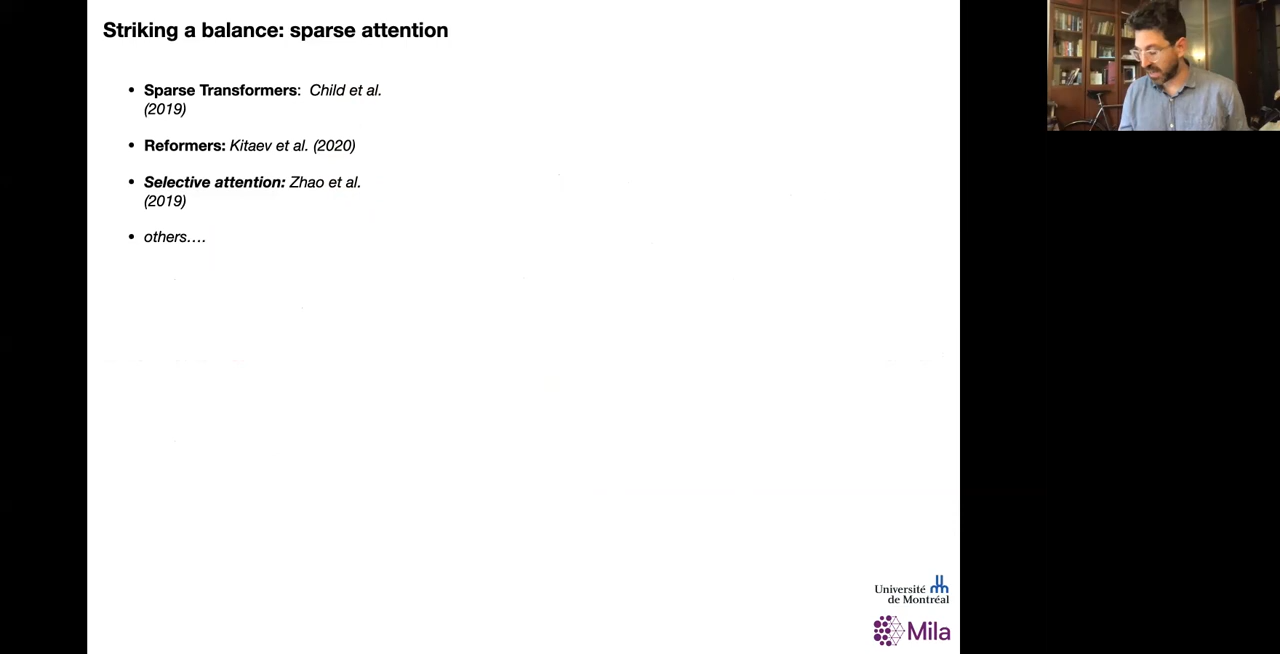 Striking a balance: sparse attention
• Sparse Transformers: Child et al.
(2019)
• Reformers: Kitaev et al. (2020)
• Selective attention: Zhao et al.
(2019)
• others….
Université
de Montréal
Mila